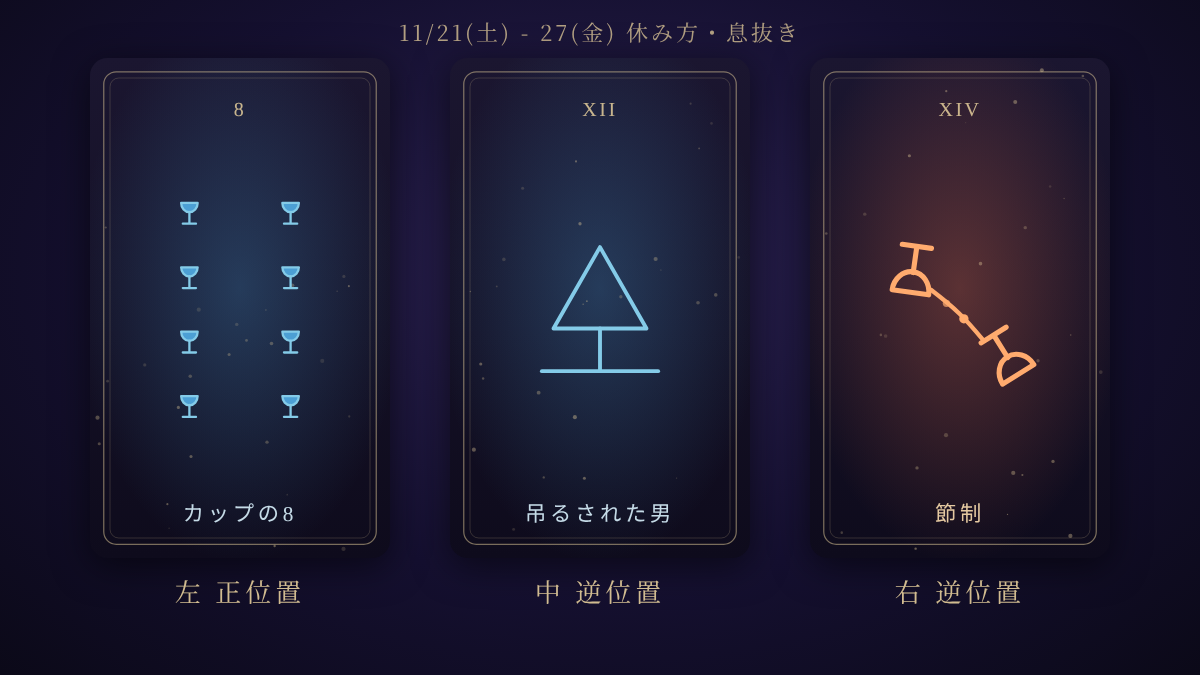 11/21(土) - 27(金) 休み方・息抜き
8
XII
XIV
カップの8
吊るされた男
節制
左 正位置
中 逆位置
右 逆位置